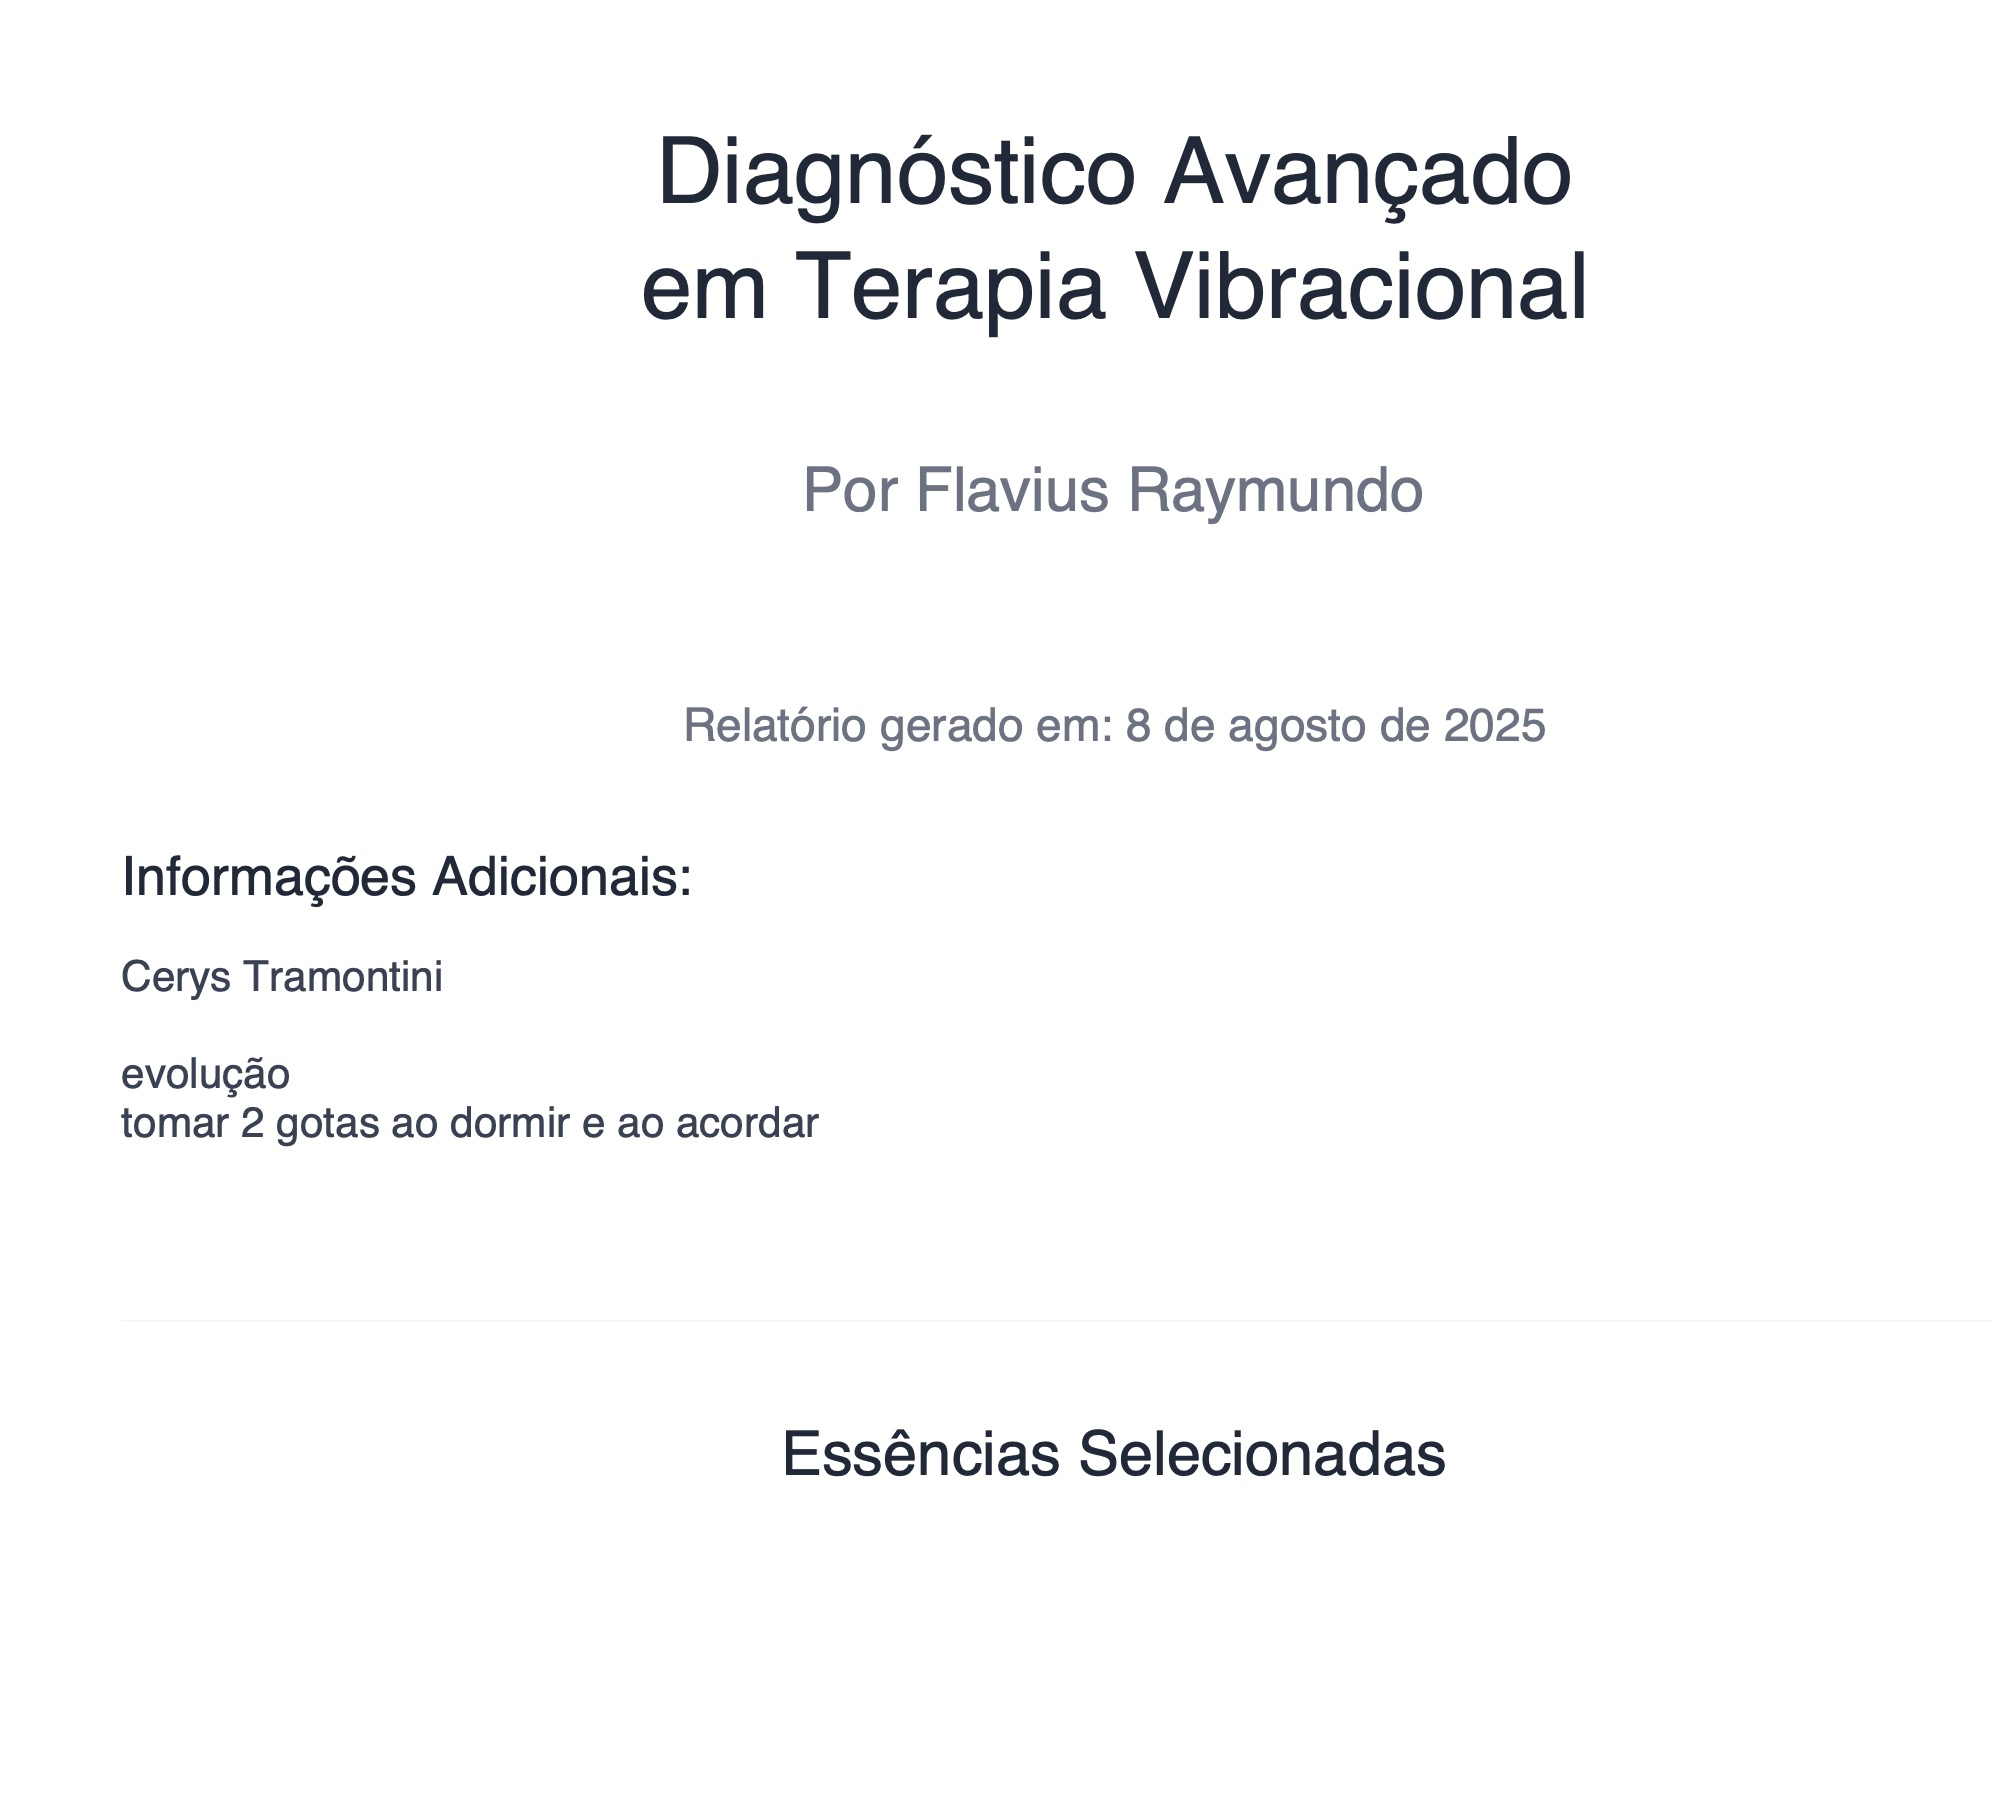 Diagnóstico Avançado
em Terapia Vibracional
Por Flavius Raymundo
Relatório gerado em: 8 de agosto de 2025
Informações Adicionais:
Cerys Tramontini
evolução
tomar 2 gotas ao dormir e ao acordar
Essências Selecionadas